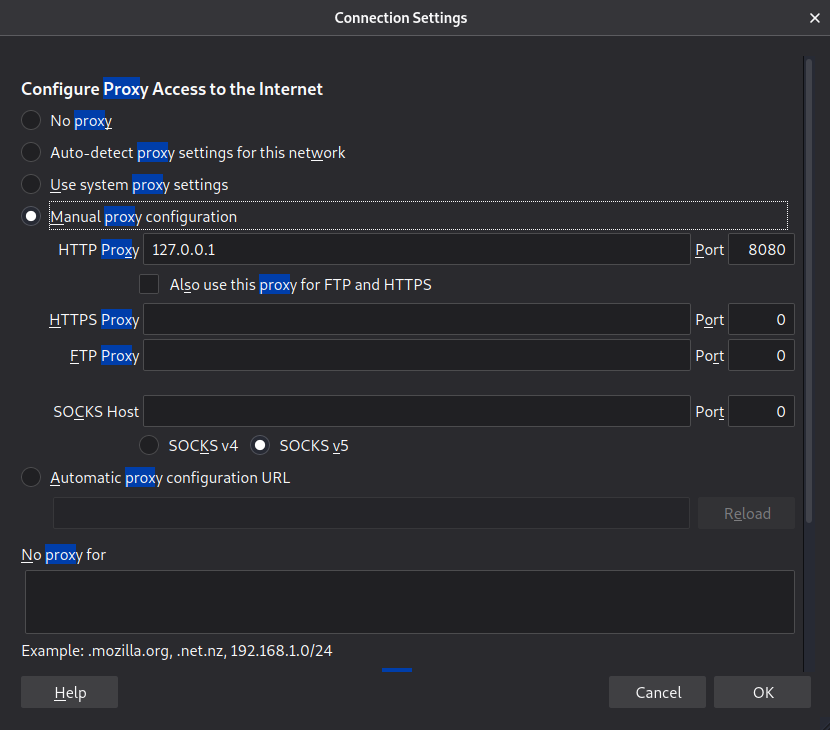 Connection Settings
Configure Proxy Access to the Internet
No proxy
Auto-detect proxy settings for this network
Use system proxy settings
Manual proxy configuration
HTTP Proxy 127.0.0.1 Port 8080
Also use this proxy for FTP and HTTPS
HTTPS Proxy Port 0
FTP Proxy Port 0
SOCKS Host Port 0
SOCKS v4 SOCKS v5
Automatic proxy configuration URL
Reload
No proxy for
Example: .mozilla.org, .net.nz, 192.168.1.0/24
Help Cancel OK